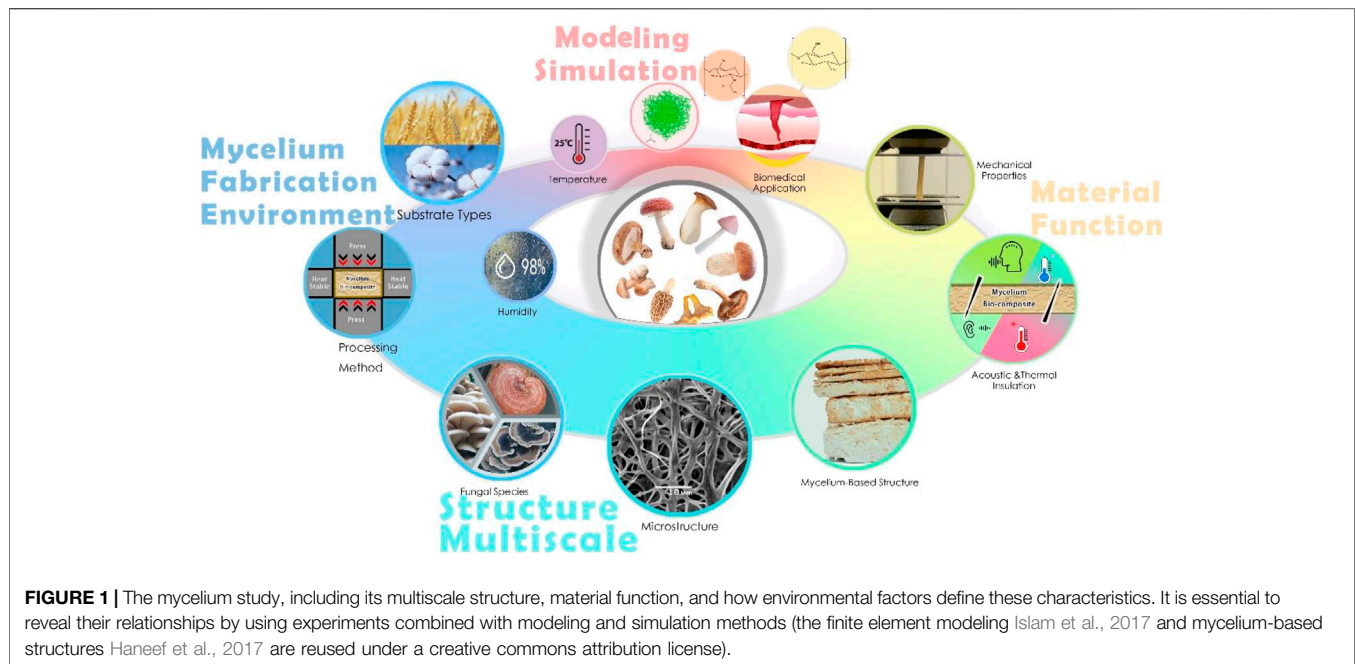 Modeling
Simulation
Mycelium
Fabrication
Environment
Substrate Types
25℃
Temperature
Biomedical
Application
Mechanical
Properties
Material
Function
Press
Heat
Stable
Mycelium
Bio-composite
Heat
Stable
Press
Processing
Method
98%
Humidity
Mycelium
Bio-composite
Acoustic &Thermal
Insulation
Fungal Species
Structure
Multiscale
Microstructure
Mycelium-Based Structure
FIGURE 1 | The mycelium study, including its multiscale structure, material function, and how environmental factors define these characteristics. It is essential to
reveal their relationships by using experiments combined with modeling and simulation methods (the finite element modeling Islam et al., 2017 and mycelium-based
structures Haneef et al., 2017 are reused under a creative commons attribution license).